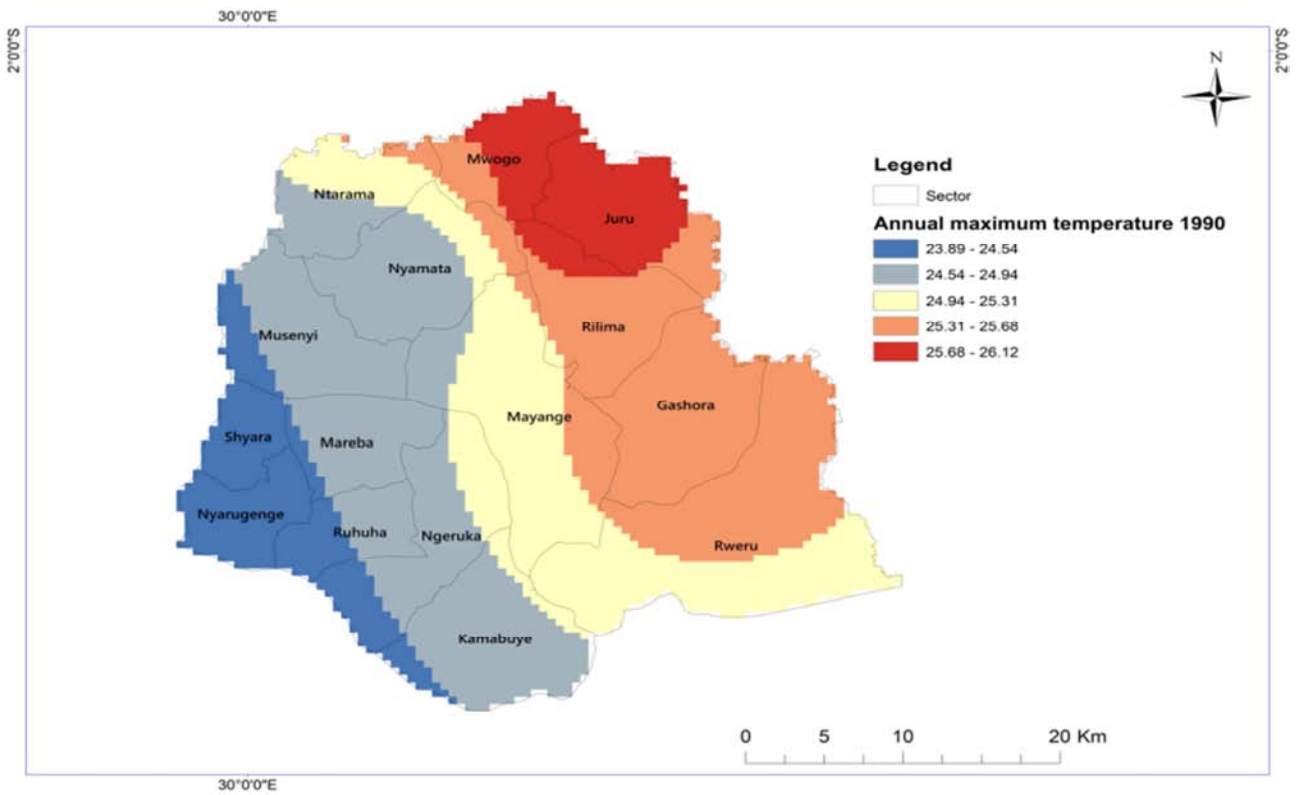 30°0'0"E
2°0'0"S
2°0'0"S
N
Mwogo
Ntarama
Juru
Nyamata
Rilima
Musenyi
Gashora
Mayange
Shyara
Mareba
Nyarugenge
Ruhuha
Ngeruka
Rweru
Kamabuye
Legend
Sector
Annual maximum temperature 1990
23.89 - 24.54
24.54 - 24.94
24.94 - 25.31
25.31 - 25.68
25.68 - 26.12
0 5 10 20 Km
30°0'0"E